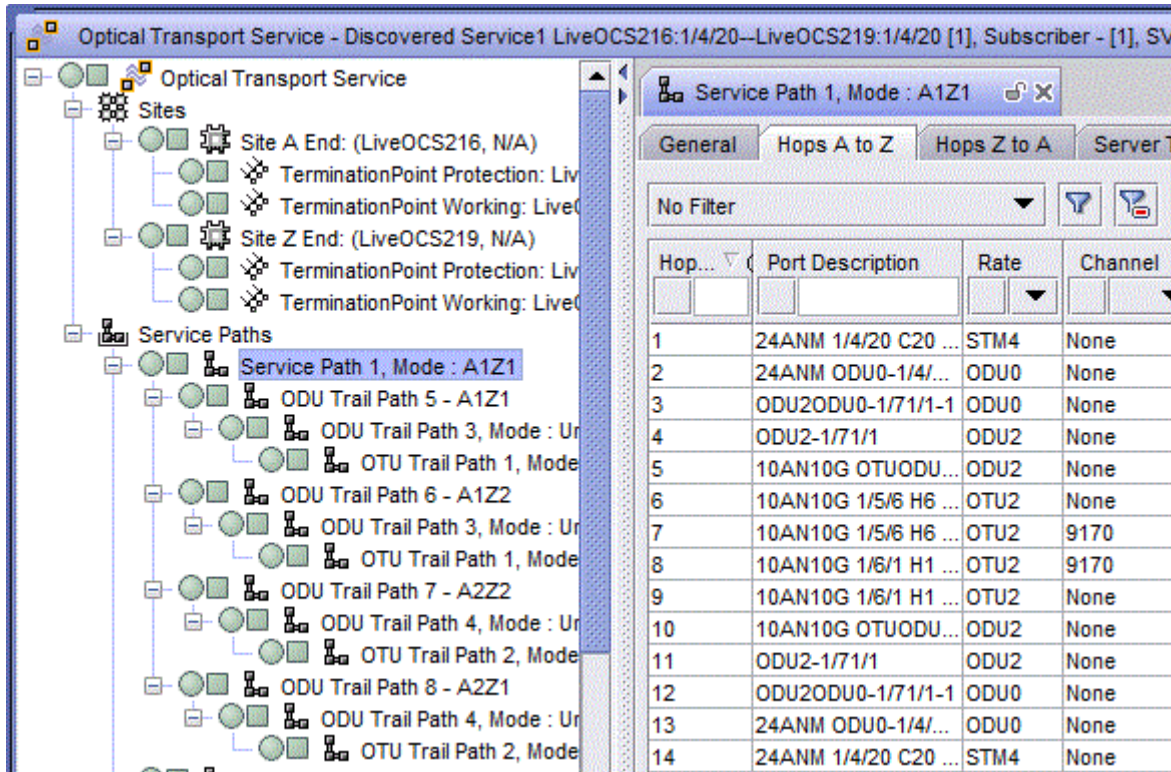 Optical Transport Service - Discovered Service1 LiveOCS216:1/4/20--LiveOCS219:1/4/20 [1], Subscriber - [1], SV
Optical Transport Service
Sites
Site A End: (LiveOCS216, N/A)
TerminationPoint Protection: Liv
TerminationPoint Working: Live
Site Z End: (LiveOCS219, N/A)
TerminationPoint Protection: Liv
TerminationPoint Working: Live
Service Paths
Service Path 1, Mode : A1Z1
ODU Trail Path 5 - A1Z1
ODU Trail Path 3, Mode : Un
OTU Trail Path 1, Mode
ODU Trail Path 6 - A1Z2
ODU Trail Path 3, Mode : Un
OTU Trail Path 1, Mode
ODU Trail Path 7 - A2Z2
ODU Trail Path 4, Mode : Un
OTU Trail Path 2, Mode
ODU Trail Path 8 - A2Z1
ODU Trail Path 4, Mode : Un
OTU Trail Path 2, Mode
Service Path 1, Mode : A1Z1
General Hops A to Z Hops Z to A Server T
No Filter
Hop... Port Description Rate Channel
1 24ANM 1/4/20 C20 ... STM4 None
2 24ANM ODU0-1/4/... ODU0 None
3 ODU2ODU0-1/71/1-1 ODU0 None
4 ODU2-1/71/1 ODU2 None
5 10AN10G OTUODU... ODU2 None
6 10AN10G 1/5/6 H6 ... OTU2 None
7 10AN10G 1/5/6 H6 ... OTU2 9170
8 10AN10G 1/6/1 H1 ... OTU2 9170
9 10AN10G 1/6/1 H1 ... OTU2 None
10 10AN10G OTUODU... ODU2 None
11 ODU2-1/71/1 ODU2 None
12 ODU2ODU0-1/71/1-1 ODU0 None
13 24ANM ODU0-1/4/... ODU0 None
14 24ANM 1/4/20 C20 ... STM4 None